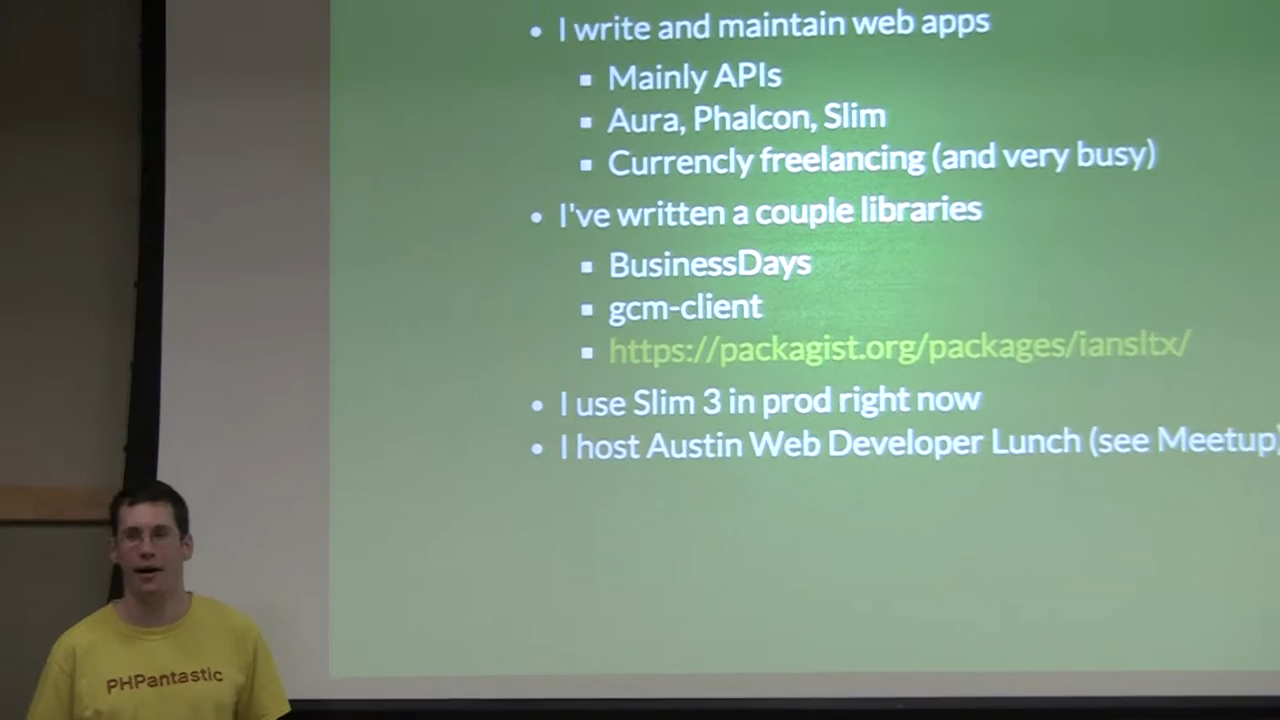 I write and maintain web apps
Mainly APIs
Aura, Phalcon, Slim
Currencly freelancing (and very busy)
I've written a couple libraries
BusinessDays
gcm-client
https://packagist.org/packages/iansltx/
I use Slim 3 in prod right now
I host Austin Web Developer Lunch (see Meetup)
PHPantastic